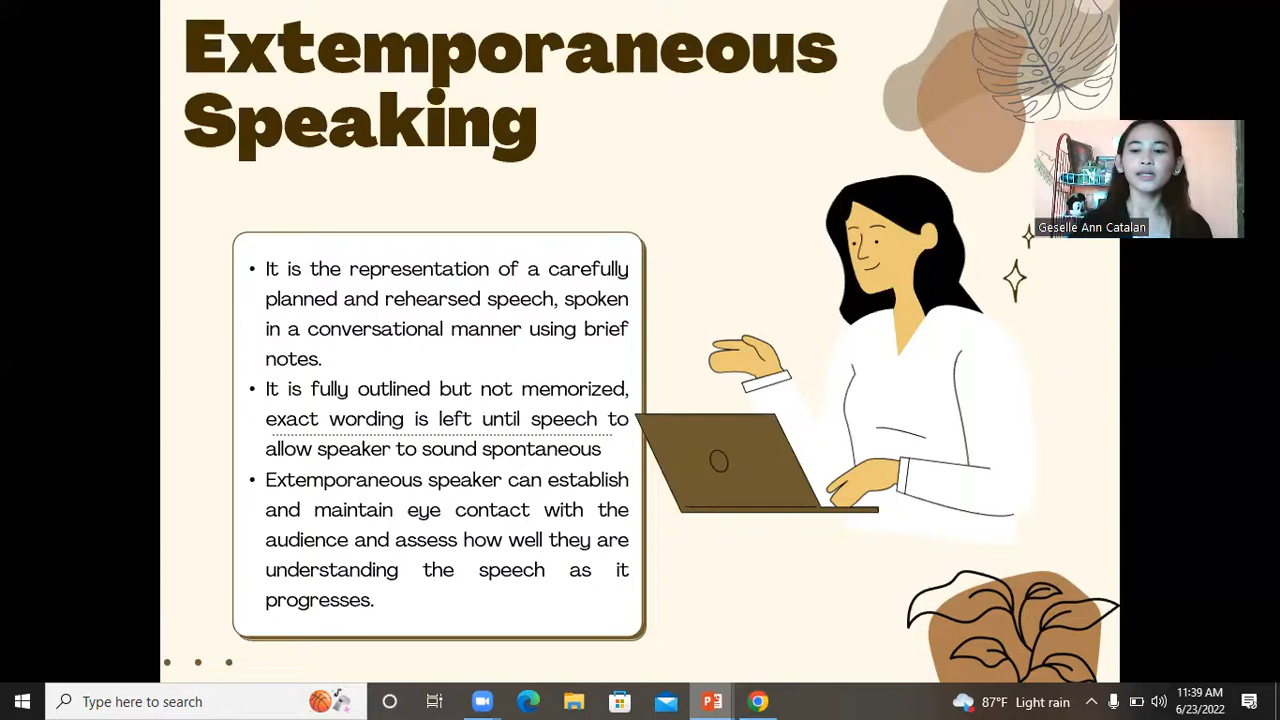 Extemporaneous
Speaking
Geselle Ann Catalan
• It is the representation of a carefully
planned and rehearsed speech, spoken
in a conversational manner using brief
notes.
• It is fully outlined but not memorized,
exact wording is left until speech to
allow speaker to sound spontaneous
• Extemporaneous speaker can establish
and maintain eye contact with the
audience and assess how well they are
understanding the speech as it
progresses.
Type here to search
87°F Light rain
11:39 AM
6/23/2022